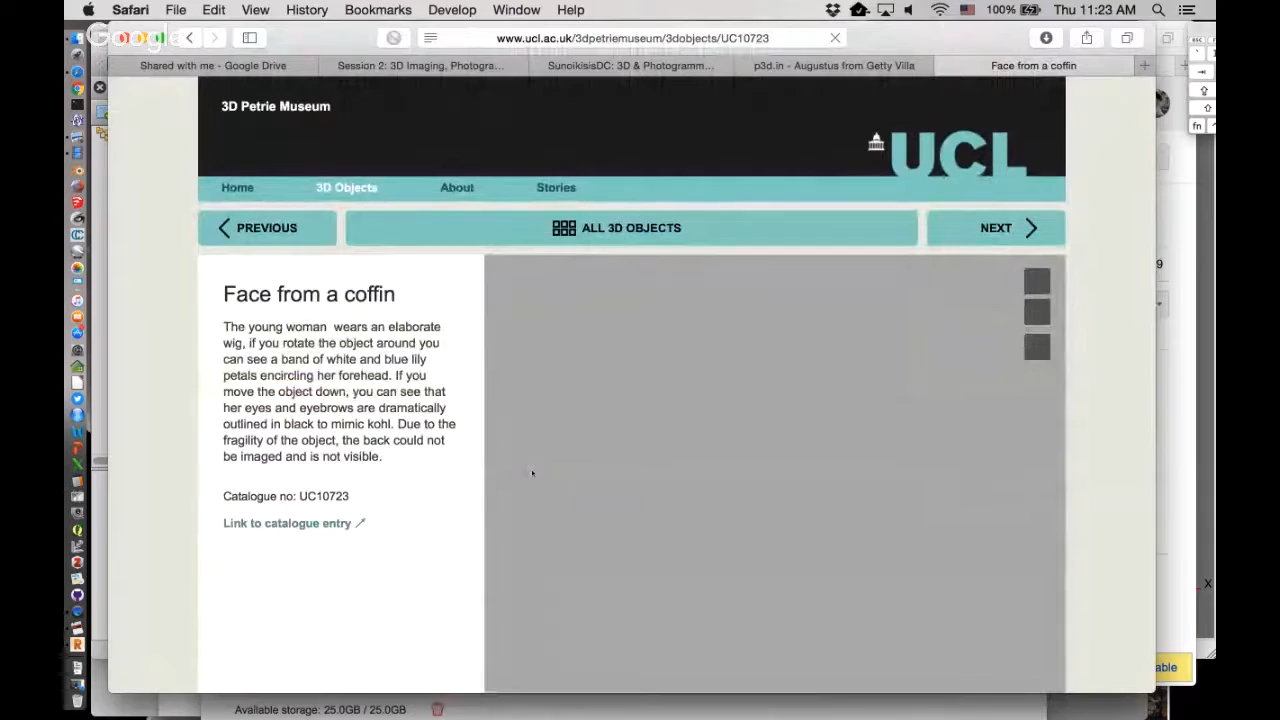 Safari File Edit View History Bookmarks Develop Window Help 100% Thu 11:23 AM
Google
www.ucl.ac.uk/3dpetriemuseum/3dobjects/UC10723
Shared with me - Google Drive Session 2: 3D Imaging, Photogra... SunoikisisDC: 3D & Photogramm... p3d.in - Augustus from Getty Villa Face from a coffin
fn
3D Petrie Museum
UCL
Home 3D Objects About Stories
PREVIOUS ALL 3D OBJECTS NEXT
9
Face from a coffin
The young woman wears an elaborate
wig, if you rotate the object around you
can see a band of white and blue lily
petals encircling her forehead. If you
move the object down, you can see that
her eyes and eyebrows are dramatically
outlined in black to mimic kohl. Due to the
fragility of the object, the back could not
be imaged and is not visible.
Catalogue no: UC10723
Link to catalogue entry
X
able
Available storage: 25.0GB / 25.0GB